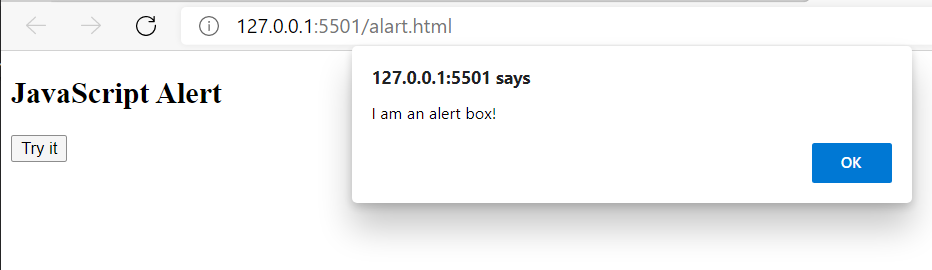 127.0.0.1:5501/alart.html
127.0.0.1:5501 says
JavaScript Alert
I am an alert box!
Try it
OK